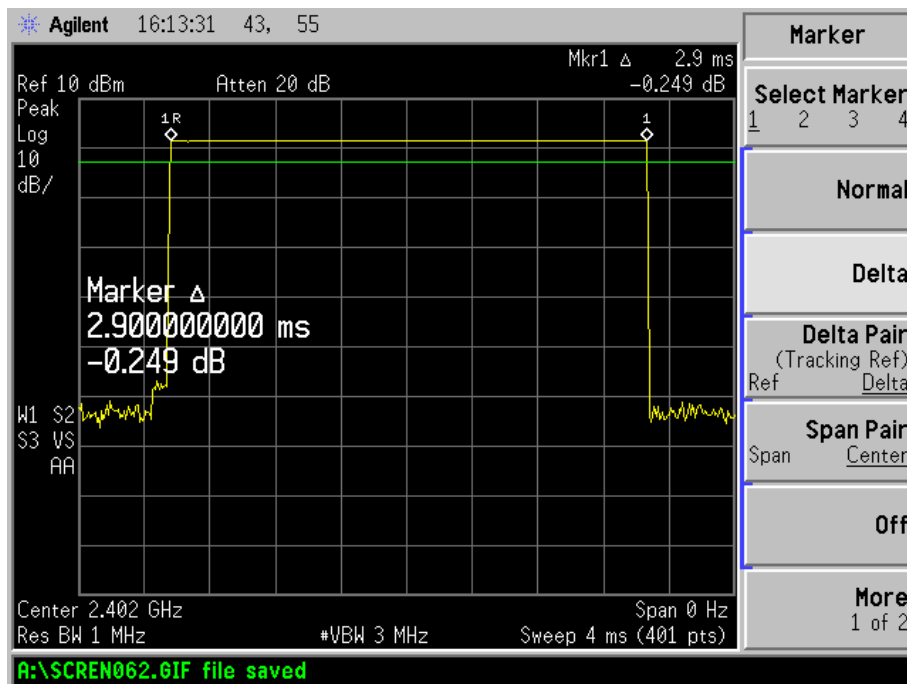 Agilent 16:13:31 43, 55
Mkr1 Δ 2.9 ms
Ref 10 dBm Atten 20 dB -0.249 dB
Peak
Log
10
dB/
1R
1
Marker Δ
2.900000000 ms
-0.249 dB
W1 S2
S3 VS
AA
Center 2.402 GHz Span 0 Hz
Res BW 1 MHz #VBW 3 MHz Sweep 4 ms (401 pts)
A:\SCREN062.GIF file saved
Marker
Select Marker
1 2 3 4
Normal
Delta
Delta Pair
(Tracking Ref)
Ref Delta
Span Pair
Span Center
Off
More
1 of 2